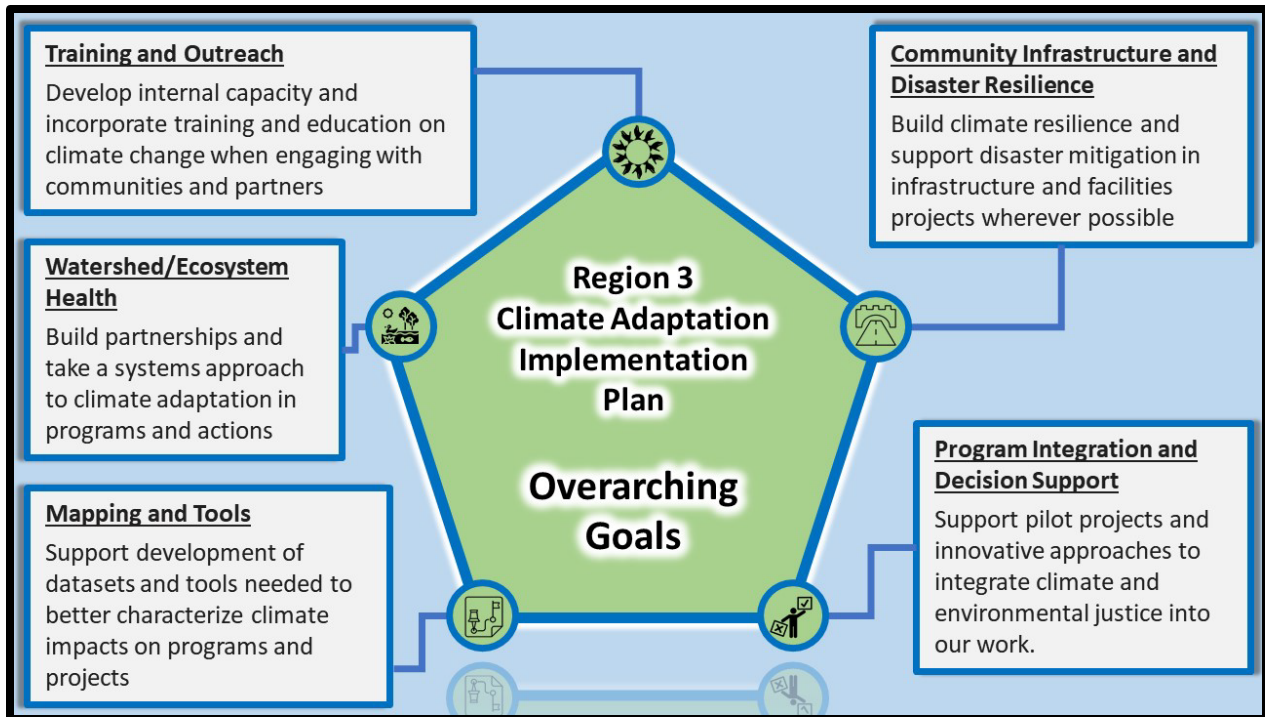 Training and Outreach
Develop internal capacity and
incorporate training and education on
climate change when engaging with
communities and partners
Community Infrastructure and
Disaster Resilience
Build climate resilience and
support disaster mitigation in
infrastructure and facilities
projects wherever possible
Watershed/Ecosystem
Health
Build partnerships and
take a systems approach
to climate adaptation in
programs and actions
Region 3
Climate Adaptation
Implementation
Plan
Overarching
Goals
Program Integration and
Decision Support
Support pilot projects and
innovative approaches to
integrate climate and
environmental justice into
our work.
Mapping and Tools
Support development of
datasets and tools needed to
better characterize climate
impacts on programs and
projects